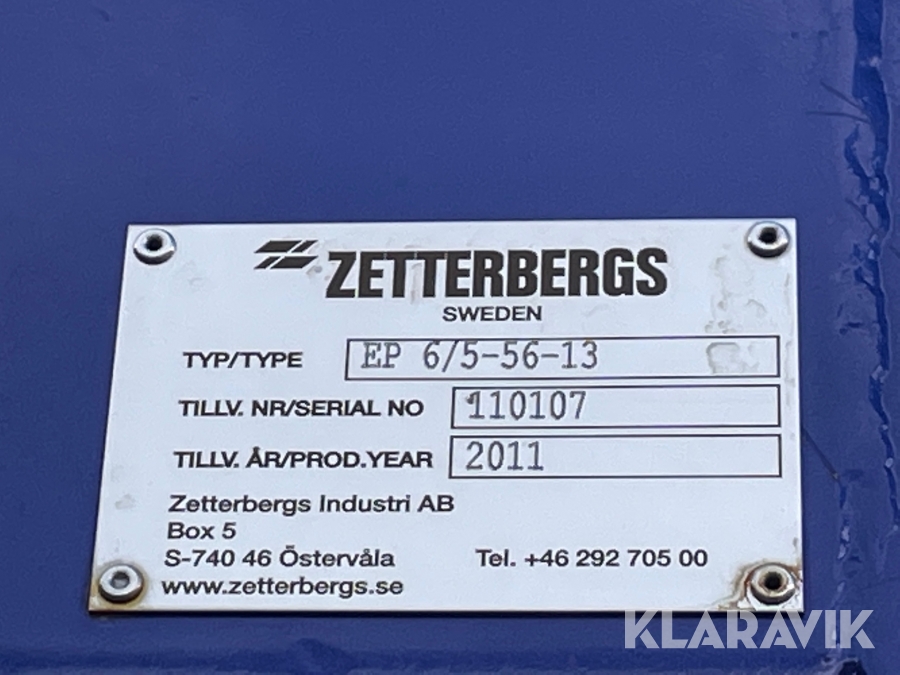 ZETTERBERGS
SWEDEN
TYP/TYPE EP 6/5-56-13
TILLV. NR/SERIAL NO 110107
TILLV. ÅR/PROD.YEAR 2011
Zetterbergs Industri AB
Box 5
S-740 46 Östervåla Tel. +46 292 705 00
www.zetterbergs.se
KLARAVIK